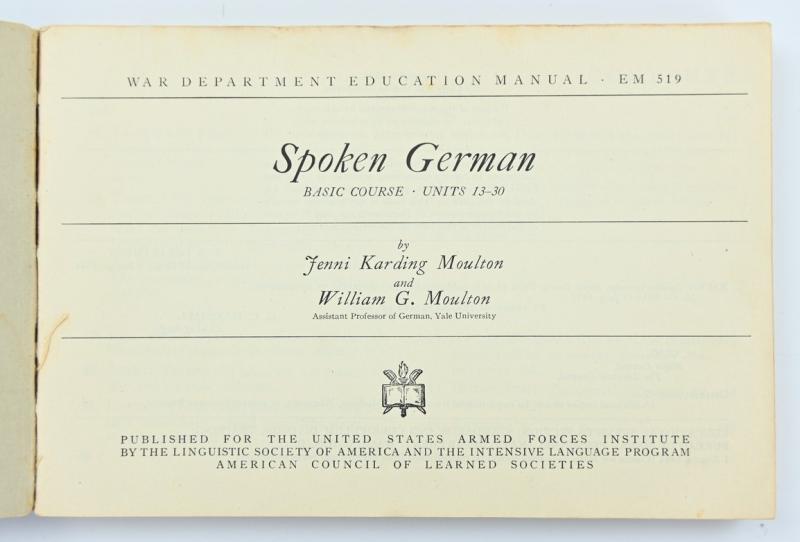 WAR DEPARTMENT EDUCATION MANUAL · EM 519
Spoken German
BASIC COURSE · UNITS 13–30
by
Jenni Karding Moulton
and
William G. Moulton
Assistant Professor of German, Yale University
PUBLISHED FOR THE UNITED STATES ARMED FORCES INSTITUTE
BY THE LINGUISTIC SOCIETY OF AMERICA AND THE INTENSIVE LANGUAGE PROGRAM
AMERICAN COUNCIL OF LEARNED SOCIETIES